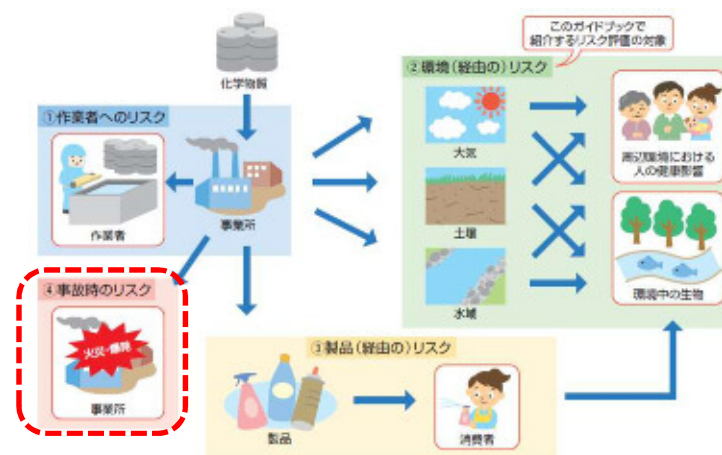 このガイドブックで
紹介するリスク評価の対象
化学物質
①作業者へのリスク
②環境(経由の)リスク
大気
周辺環境における
人の健康影響
作業者
事業所
土壌
④事故時のリスク
水域
環境中の生物
火災・爆発
③製品(経由の)リスク
事業所
製品
消費者